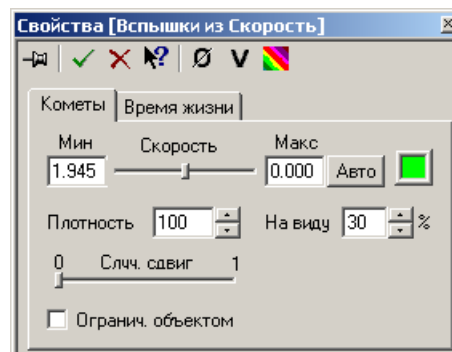 Свойства [Вспышки из Скорость]
? Ø V
Кометы Время жизни
Мин Скорость Макс
1.945 0.000 Авто
Плотность 100 На виду 30 %
0 Слчч. сдвиг 1
Огранич. объектом